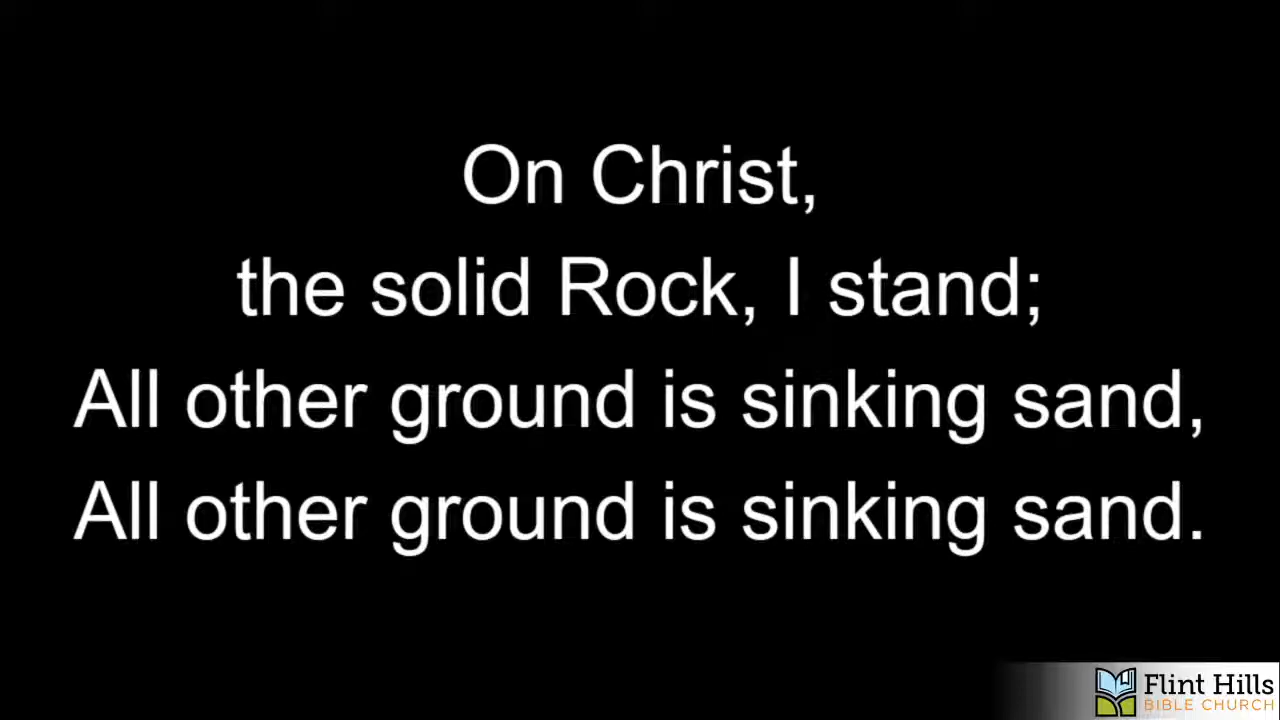 On Christ,
the solid Rock, I stand;
All other ground is sinking sand,
All other ground is sinking sand.
Flint Hills
BIBLE CHURCH